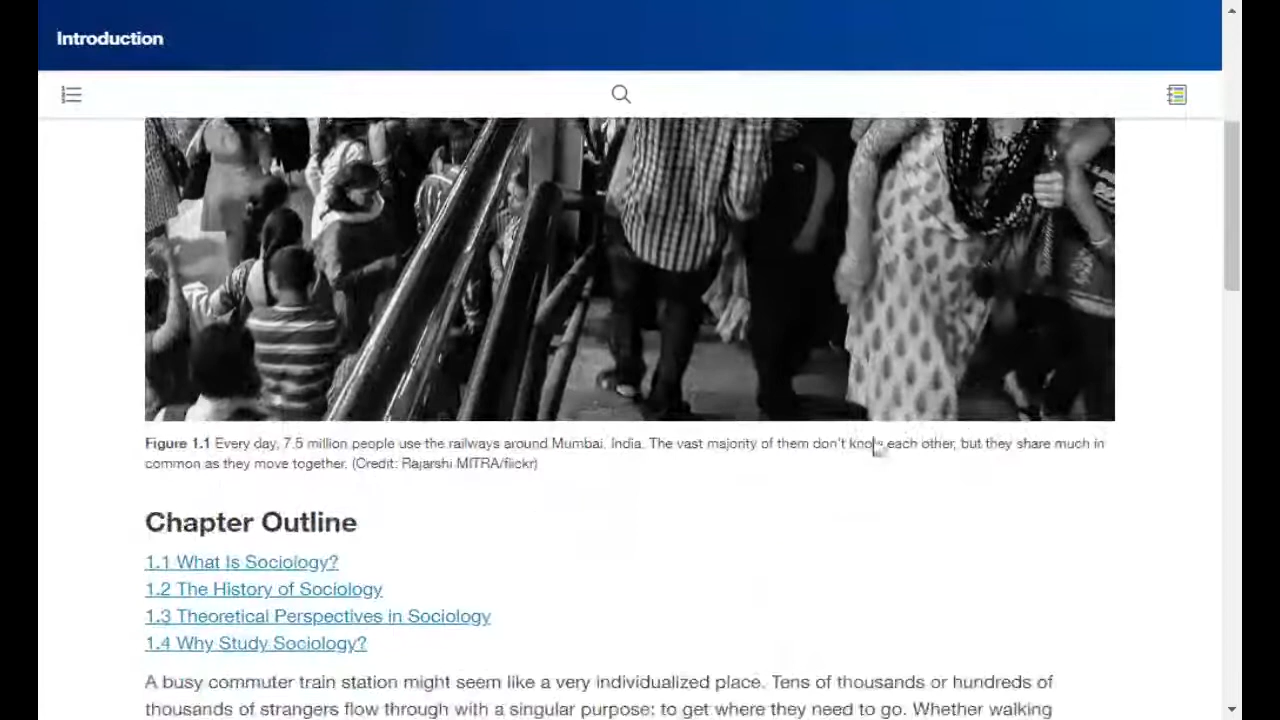 Introduction
Figure 1.1 Every day, 7.5 million people use the railways around Mumbai, India. The vast majority of them don't know each other, but they share much in
common as they move together. (Credit: Rajarshi MITRA/flickr)
Chapter Outline
1.1 What Is Sociology?
1.2 The History of Sociology
1.3 Theoretical Perspectives in Sociology
1.4 Why Study Sociology?
A busy commuter train station might seem like a very individualized place. Tens of thousands or hundreds of
thousands of strangers flow through with a singular purpose: to get where they need to go. Whether walking